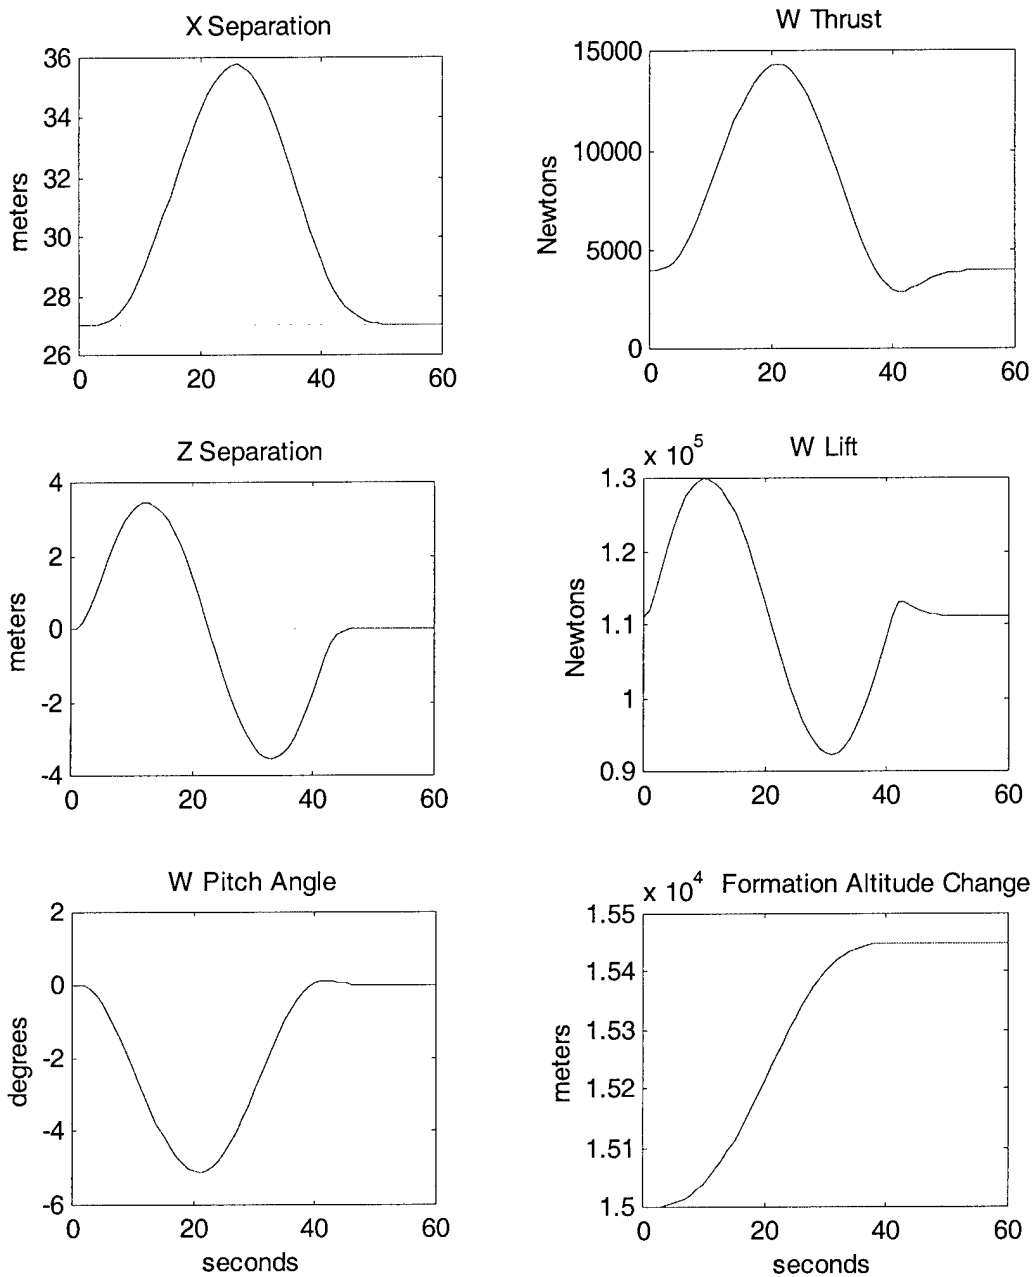 X Separation
36
34
32
30
28
26
meters
0 20 40 60
W Thrust
15000
10000
5000
0
Newtons
0 20 40 60
Z Separation
4
2
0
-2
-4
meters
0 20 40 60
W Lift
x 10^5
1.3
1.2
1.1
1
0.9
Newtons
0 20 40 60
W Pitch Angle
2
0
-2
-4
-6
degrees
0 20 40 60
seconds
x 10^4 Formation Altitude Change
1.55
1.54
1.53
1.52
1.51
1.5
meters
0 20 40 60
seconds